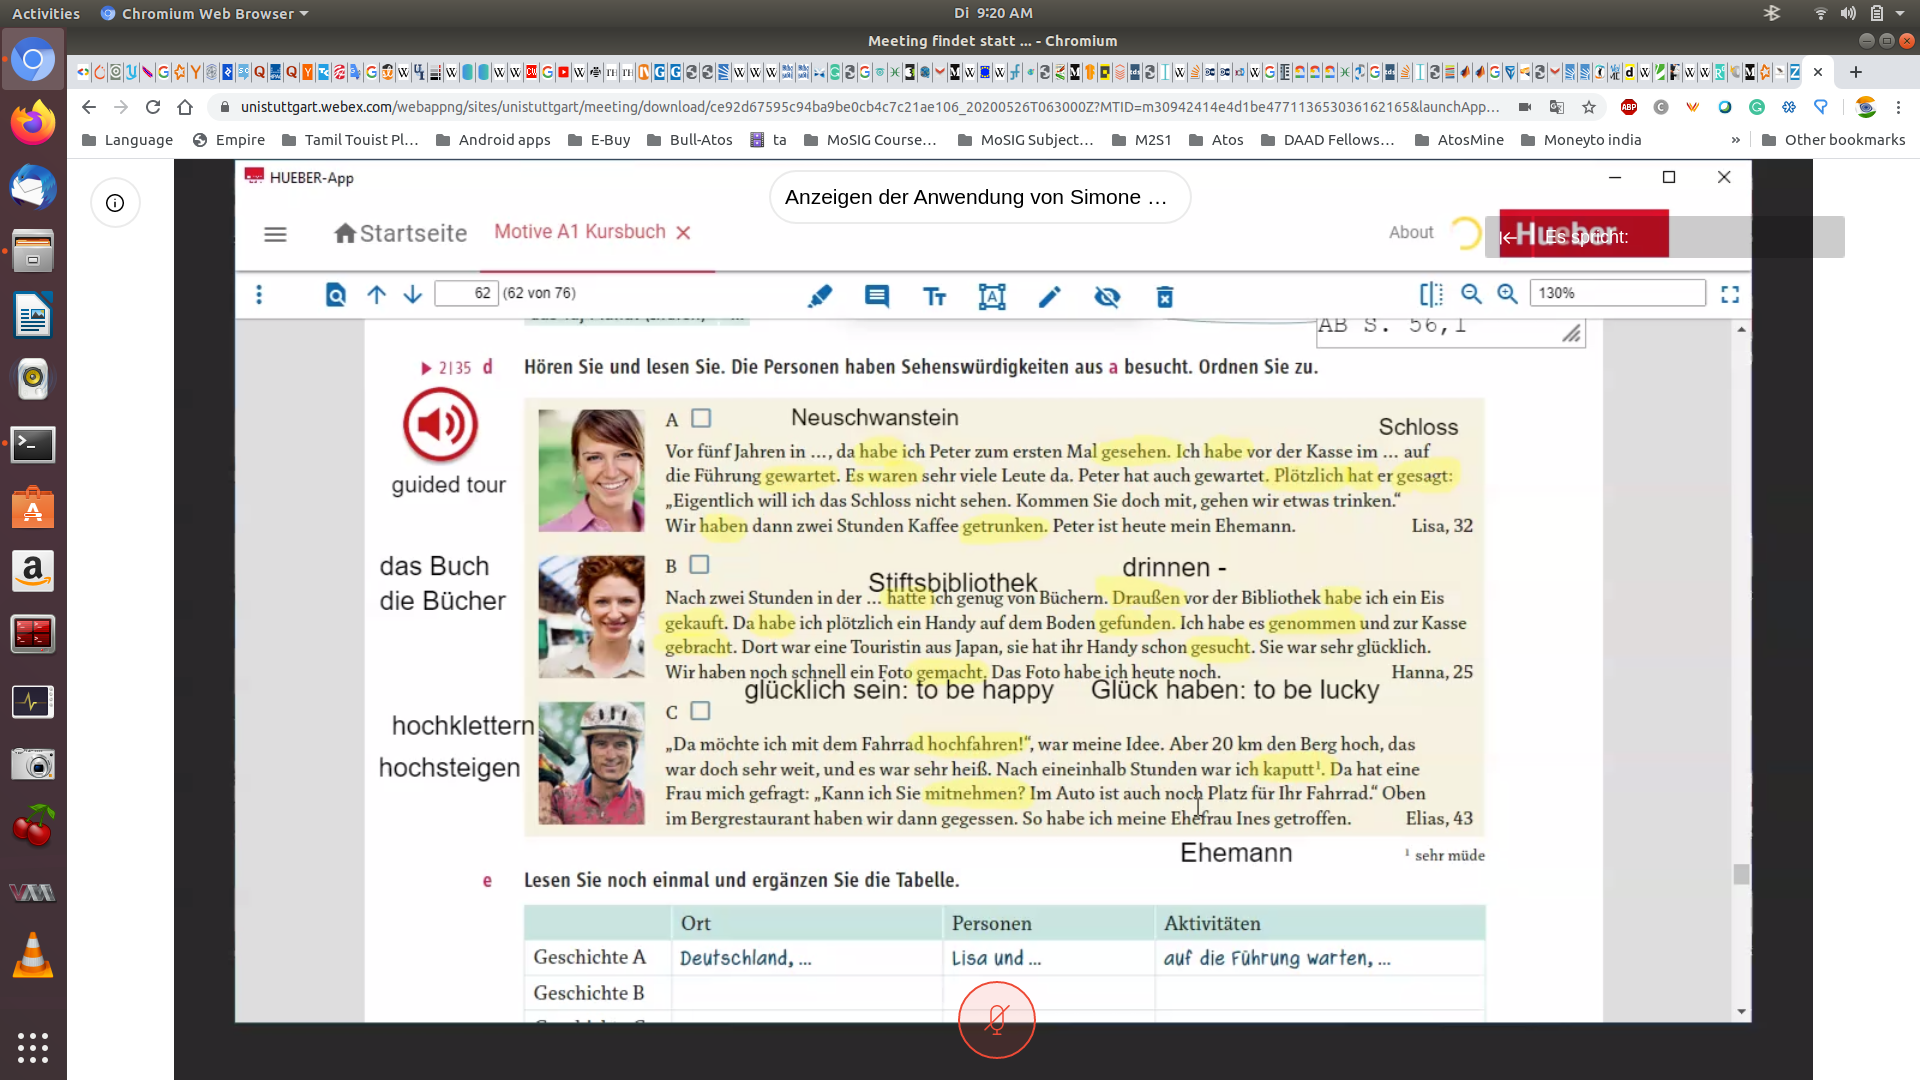 Activities
Chromium Web Browser
Di 9:20 AM
Meeting findet statt ... - Chromium
unistuttgart.webex.com/webappng/sites/unistuttgart/meeting/download/ce92d67595c94ba9be0cb4c7c21ae106_20200526T063000Z?MTID=m30942414e4d1be477113653036162165&launchApp...
Language
Empire
Tamil Touist Pl...
Android apps
E-Buy
Bull-Atos
ta
MoSIG Course...
MoSIG Subject...
M2S1
Atos
DAAD Fellows...
AtosMine
Moneyto india
»
Other bookmarks
HUEBER-App
Anzeigen der Anwendung von Simone ...
Startseite
Motive A1 Kursbuch
About
Hueber
Es spricht:
62 (62 von 76)
130%
AB S. 56,1
2|35 d Hören Sie und lesen Sie. Die Personen haben Sehenswürdigkeiten aus a besucht. Ordnen Sie zu.
guided tour
A
Neuschwanstein
Schloss
Vor fünf Jahren in ..., da habe ich Peter zum ersten Mal gesehen. Ich habe vor der Kasse im ... auf
die Führung gewartet. Es waren sehr viele Leute da. Peter hat auch gewartet. Plötzlich hat er gesagt:
„Eigentlich will ich das Schloss nicht sehen. Kommen Sie doch mit, gehen wir etwas trinken.“
Wir haben dann zwei Stunden Kaffee getrunken. Peter ist heute mein Ehemann. Lisa, 32
das Buch
die Bücher
B
Stiftsbibliothek
drinnen -
Nach zwei Stunden in der ... hatte ich genug von Büchern. Draußen vor der Bibliothek habe ich ein Eis
gekauft. Da habe ich plötzlich ein Handy auf dem Boden gefunden. Ich habe es genommen und zur Kasse
gebracht. Dort war eine Touristin aus Japan, sie hat ihr Handy schon gesucht. Sie war sehr glücklich.
Wir haben noch schnell ein Foto gemacht. Das Foto habe ich heute noch. Hanna, 25
glücklich sein: to be happy
Glück haben: to be lucky
hochklettern
hochsteigen
C
„Da möchte ich mit dem Fahrrad hochfahren!“, war meine Idee. Aber 20 km den Berg hoch, das
war doch sehr weit, und es war sehr heiß. Nach eineinhalb Stunden war ich kaputt¹. Da hat eine
Frau mich gefragt: „Kann ich Sie mitnehmen? Im Auto ist auch noch Platz für Ihr Fahrrad.“ Oben
im Bergrestaurant haben wir dann gegessen. So habe ich meine Ehefrau Ines getroffen. Elias, 43
Ehemann
¹ sehr müde
e Lesen Sie noch einmal und ergänzen Sie die Tabelle.
Ort Personen Aktivitäten
Geschichte A Deutschland, ... Lisa und ... auf die Führung warten, ...
Geschichte B